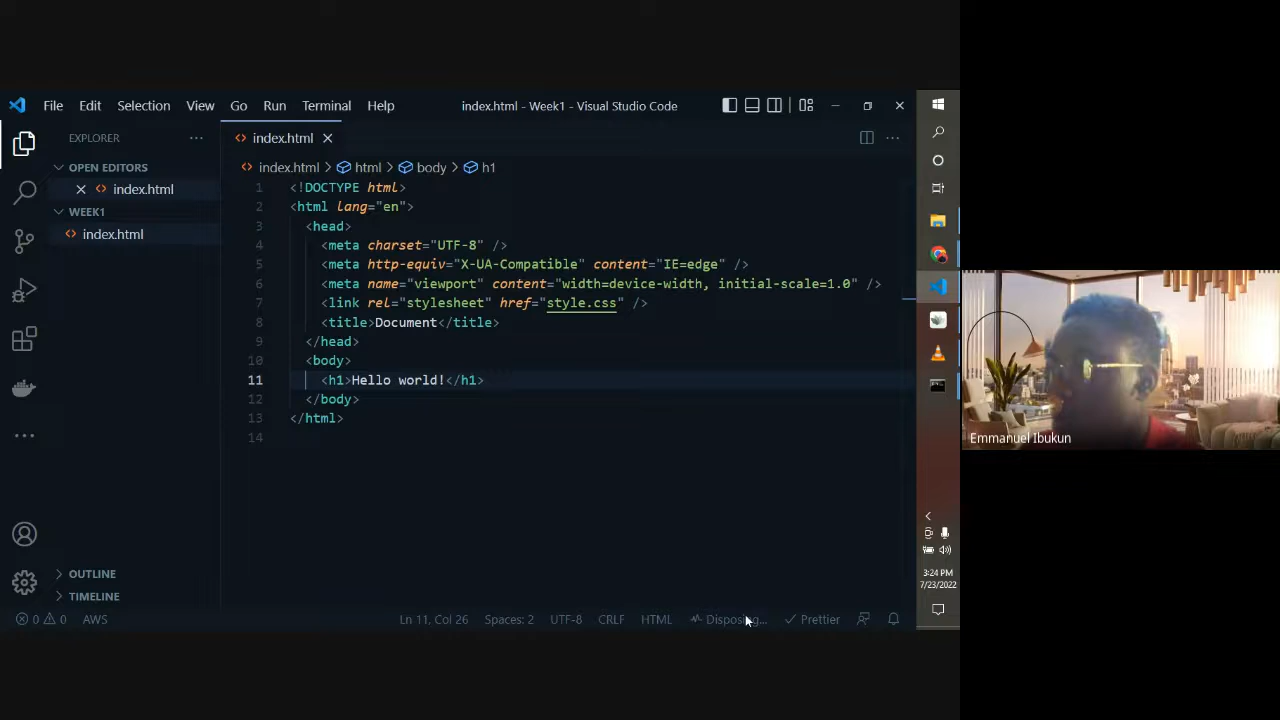 File Edit Selection View Go Run Terminal Help index.html - Week1 - Visual Studio Code
EXPLORER
OPEN EDITORS
index.html
WEEK1
index.html
OUTLINE
TIMELINE
index.html
index.html > html > body > h1
1 <!DOCTYPE html>
2 <html lang="en">
3 <head>
4 <meta charset="UTF-8" />
5 <meta http-equiv="X-UA-Compatible" content="IE=edge" />
6 <meta name="viewport" content="width=device-width, initial-scale=1.0" />
7 <link rel="stylesheet" href="style.css" />
8 <title>Document</title>
9 </head>
10 <body>
11 <h1>Hello world!</h1>
12 </body>
13 </html>
14
0 0 AWS Ln 11, Col 26 Spaces: 2 UTF-8 CRLF HTML Disposing... Prettier
3:24 PM
7/23/2022
Emmanuel Ibukun